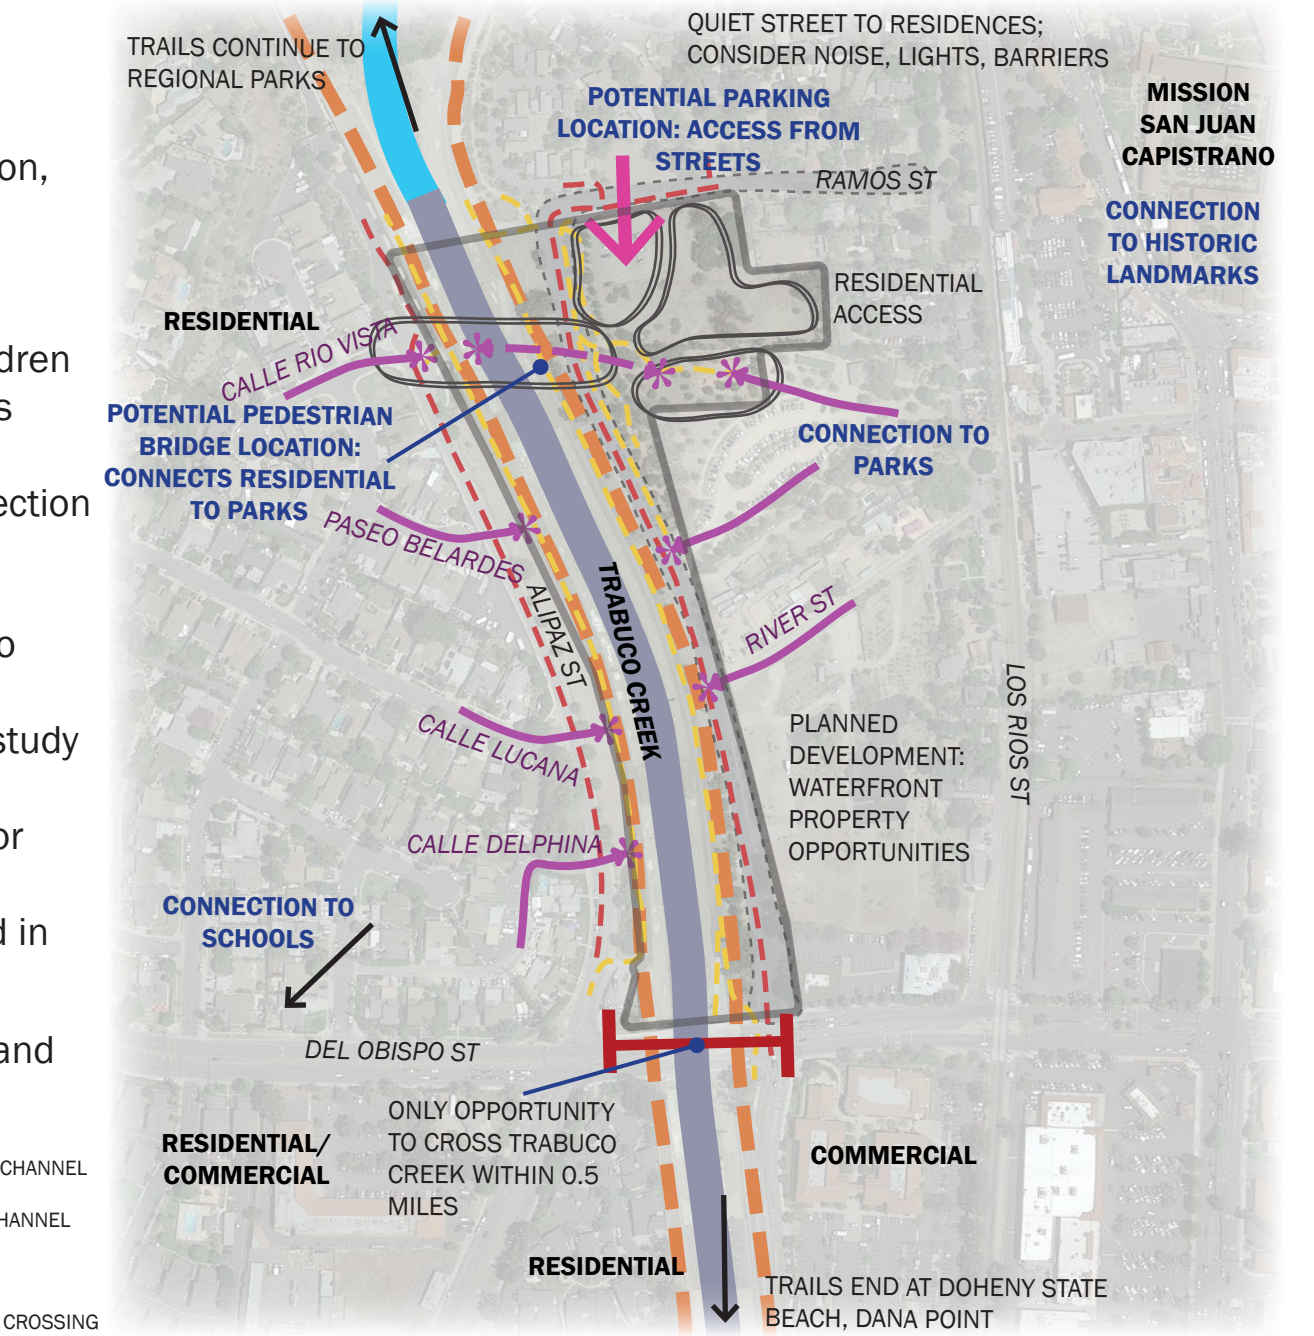 on,
dren
s
ection
o
study
or
d in
and
CHANNEL
HANNEL
CROSSING
TRAILS CONTINUE TO
REGIONAL PARKS
QUIET STREET TO RESIDENCES;
CONSIDER NOISE, LIGHTS, BARRIERS
POTENTIAL PARKING
LOCATION: ACCESS FROM
STREETS
MISSION
SAN JUAN
CAPISTRANO
CONNECTION
TO HISTORIC
LANDMARKS
RAMOS ST
RESIDENTIAL
ACCESS
RESIDENTIAL
CALLE RIO VISTA
POTENTIAL PEDESTRIAN
BRIDGE LOCATION:
CONNECTS RESIDENTIAL
TO PARKS
CONNECTION TO
PARKS
PASEO BELARDES
ALIPAZ ST
TRABUCO CREEK
RIVER ST
LOS RIOS ST
CALLE LUCANA
PLANNED
DEVELOPMENT:
WATERFRONT
PROPERTY
OPPORTUNITIES
CALLE DELPHINA
CONNECTION TO
SCHOOLS
DEL OBISPO ST
ONLY OPPORTUNITY
TO CROSS TRABUCO
CREEK WITHIN 0.5
MILES
RESIDENTIAL/
COMMERCIAL
COMMERCIAL
RESIDENTIAL
TRAILS END AT DOHENY STATE
BEACH, DANA POINT